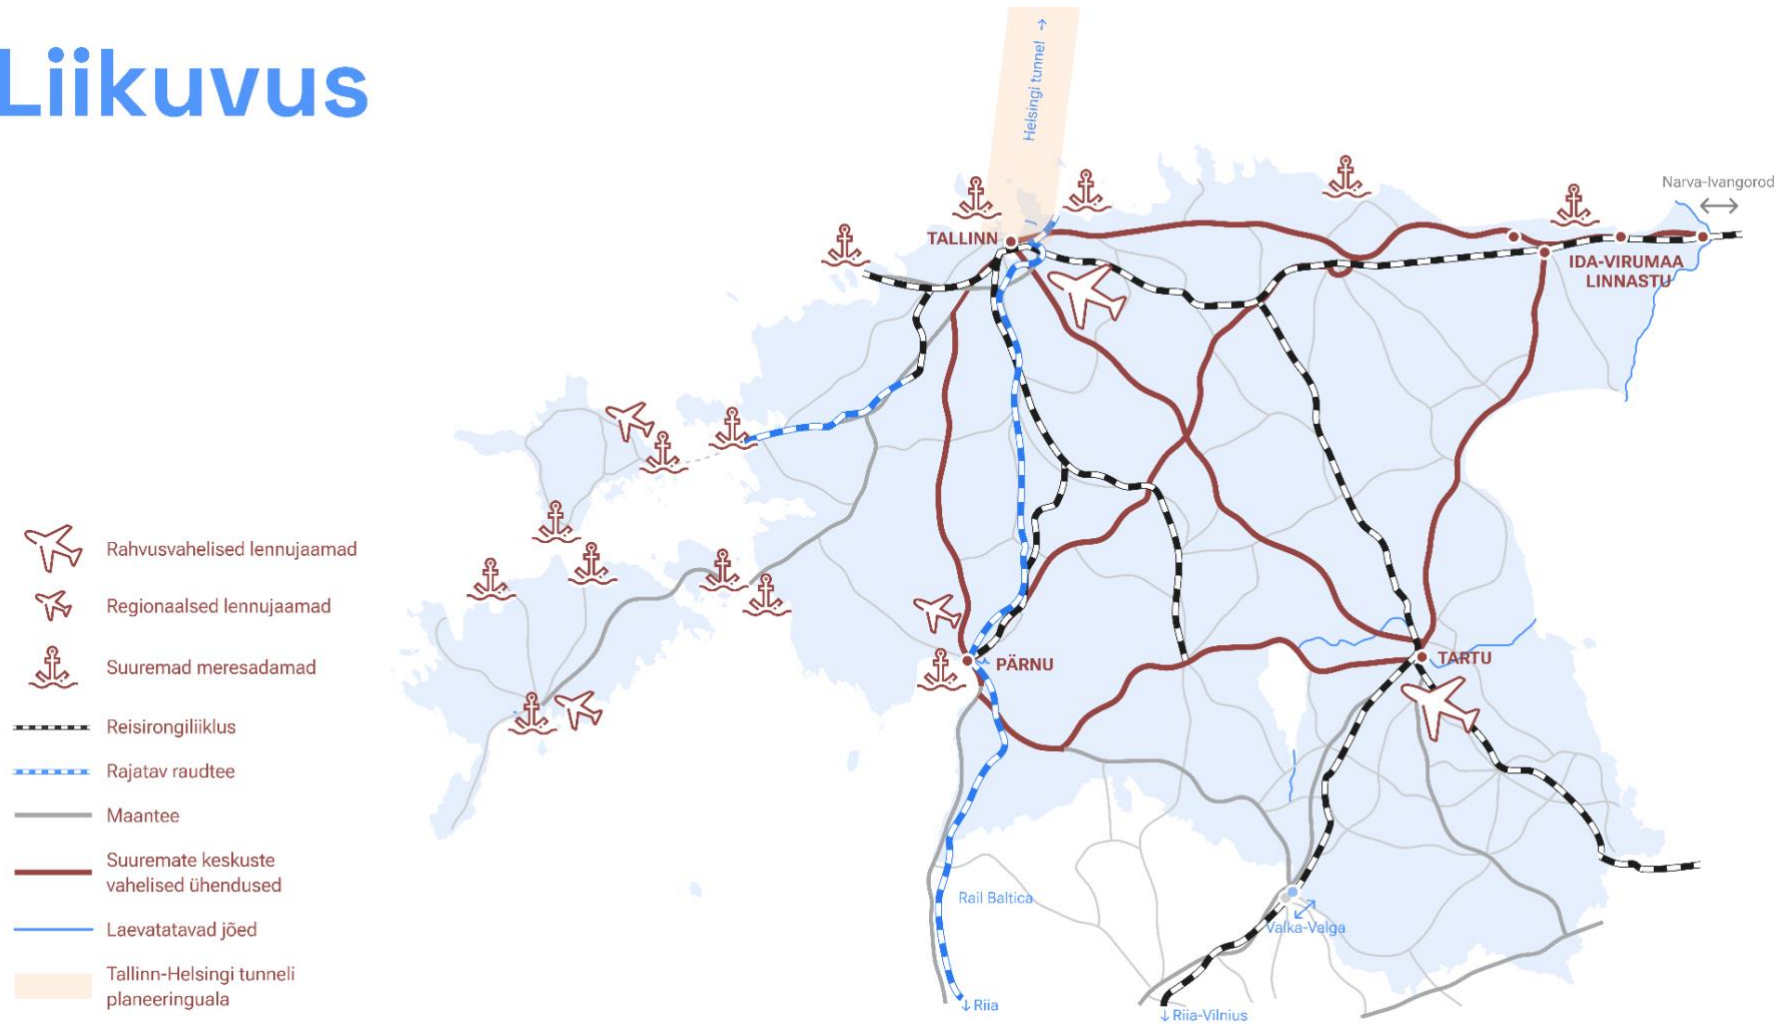 Liikuvus
Helsingi tunnel →
Narva-Ivangorod
TALLINN
IDA-VIRUMAA
LINNASTU
Rahvusvahelised lennujaamad
Regionaalsed lennujaamad
Suuremad meresadamad
PÄRNU
TARTU
Reisirongiliiklus
Rajatav raudtee
Maantee
Suuremate keskuste
vahelised ühendused
Rail Baltica
Laevatatavad jõed
Valka-Valga
Tallinn-Helsingi tunneli
planeeringuala
↓ Riia
↓ Riia-Vilnius